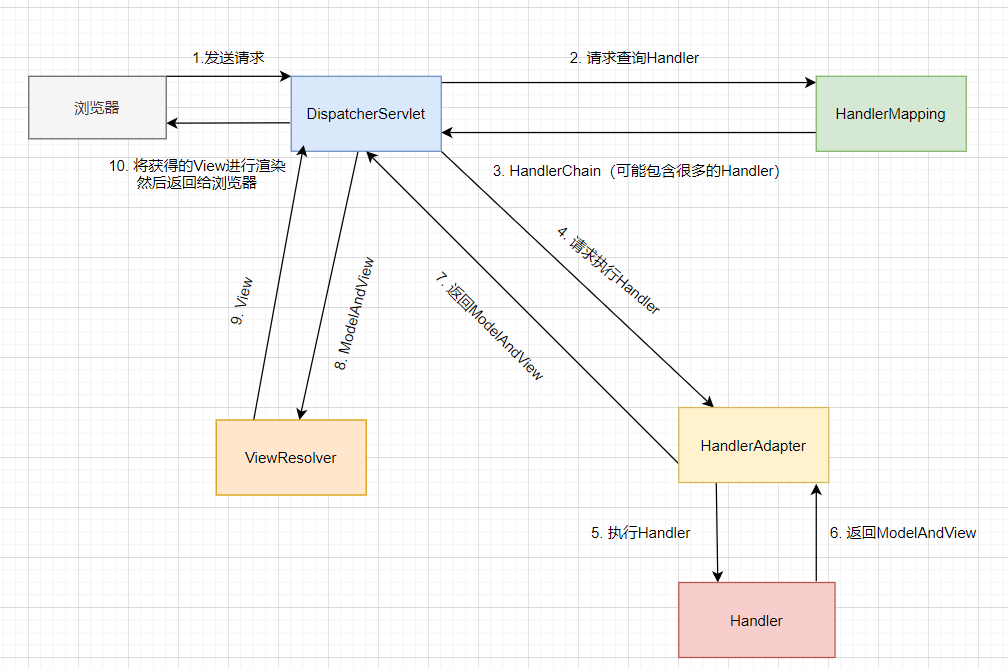 1.发送请求
2. 请求查询Handler
浏览器
DispatcherServlet
HandlerMapping
10. 将获得的View进行渲染
然后返回给浏览器
3. HandlerChain（可能包含很多的Handler）
4. 请求执行Handler
7. 返回ModelAndView
9. View
8. ModelAndView
ViewResolver
HandlerAdapter
5. 执行Handler
6. 返回ModelAndView
Handler